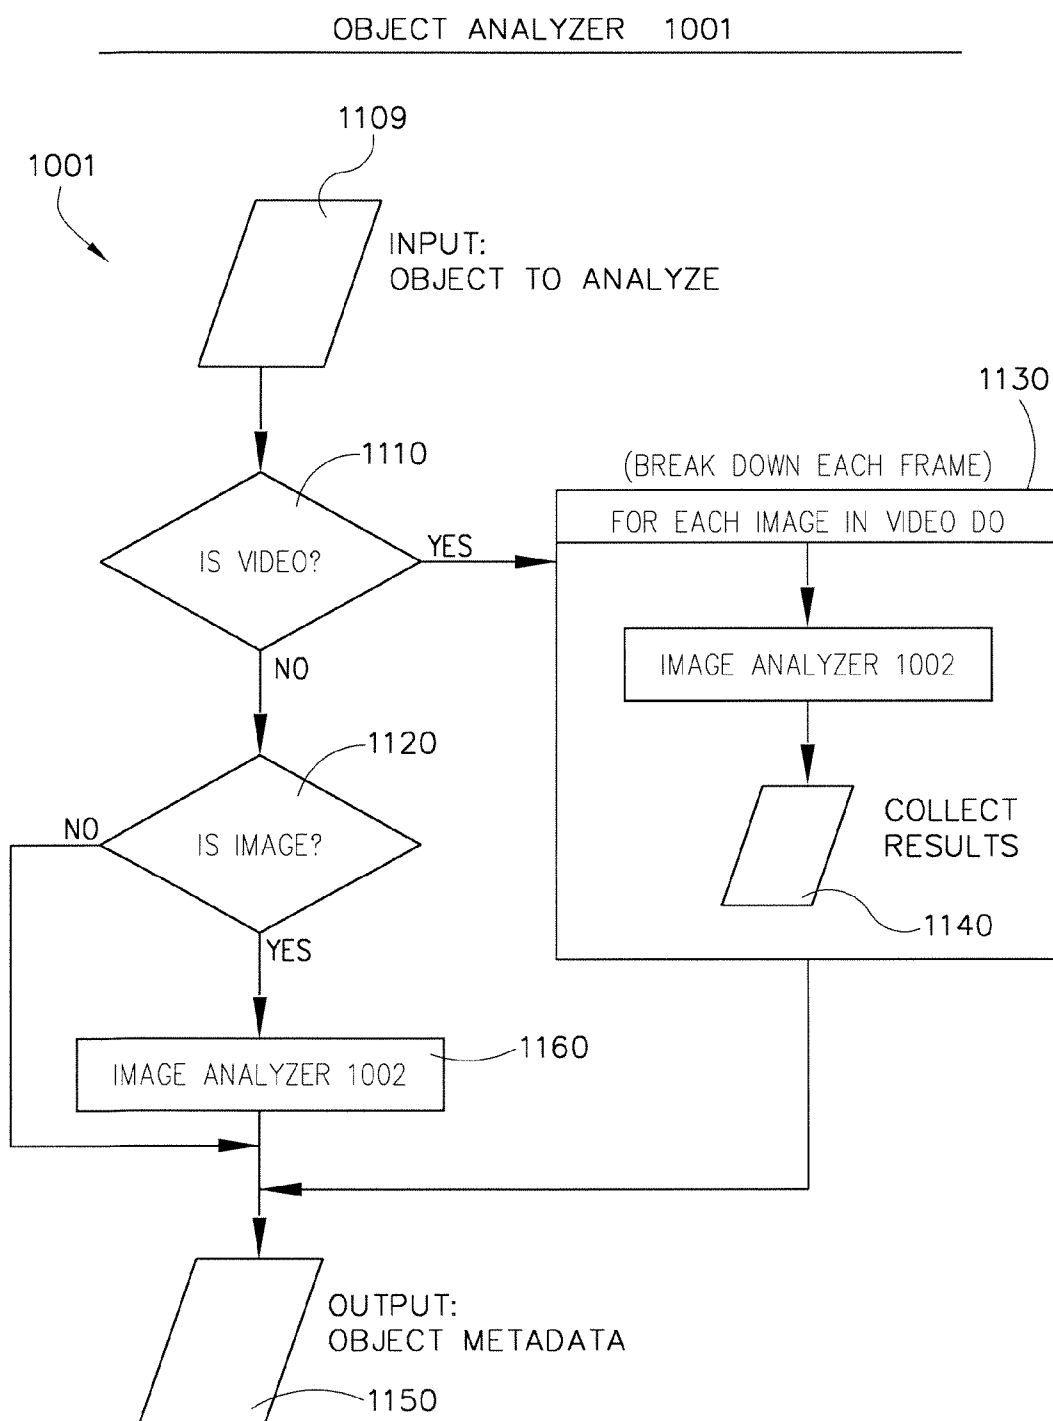 OBJECT ANALYZER 1001
1109
1001
INPUT:
OBJECT TO ANALYZE
1130
1110
(BREAK DOWN EACH FRAME)
FOR EACH IMAGE IN VIDEO DO
IS VIDEO?
YES
NO
IMAGE ANALYZER 1002
1120
NO
IS IMAGE?
COLLECT
RESULTS
1140
YES
1160
IMAGE ANALYZER 1002
OUTPUT:
OBJECT METADATA
1150